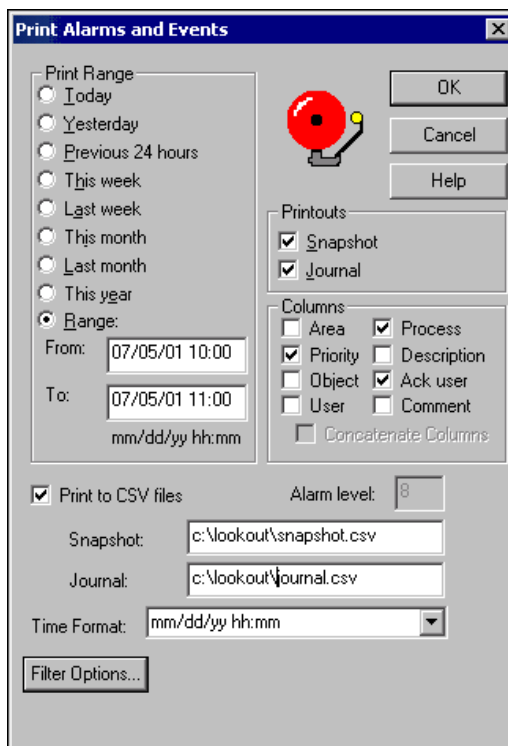 Print Alarms and Events
Print Range
Today
Yesterday
Previous 24 hours
This week
Last week
This month
Last month
This year
Range:
From: 07/05/01 10:00
To: 07/05/01 11:00
mm/dd/yy hh:mm
OK
Cancel
Help
Printouts
Snapshot
Journal
Columns
Area Process
Priority Description
Object Ack user
User Comment
Concatenate Columns
Print to CSV files Alarm level: 8
Snapshot: c:\lookout\snapshot.csv
Journal: c:\lookout\journal.csv
Time Format: mm/dd/yy hh:mm
Filter Options...